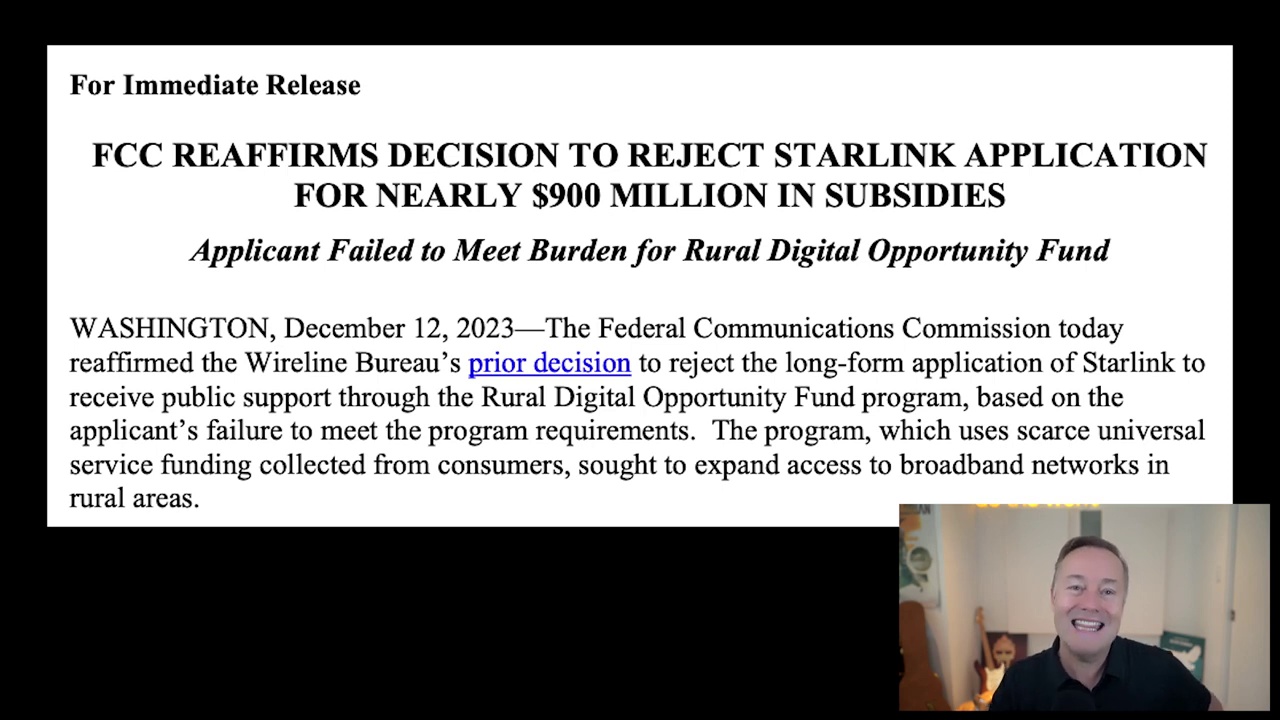 For Immediate Release
FCC REAFFIRMS DECISION TO REJECT STARLINK APPLICATION
FOR NEARLY $900 MILLION IN SUBSIDIES
Applicant Failed to Meet Burden for Rural Digital Opportunity Fund
WASHINGTON, December 12, 2023—The Federal Communications Commission today
reaffirmed the Wireline Bureau’s prior decision to reject the long-form application of Starlink to
receive public support through the Rural Digital Opportunity Fund program, based on the
applicant’s failure to meet the program requirements.  The program, which uses scarce universal
service funding collected from consumers, sought to expand access to broadband networks in
rural areas.